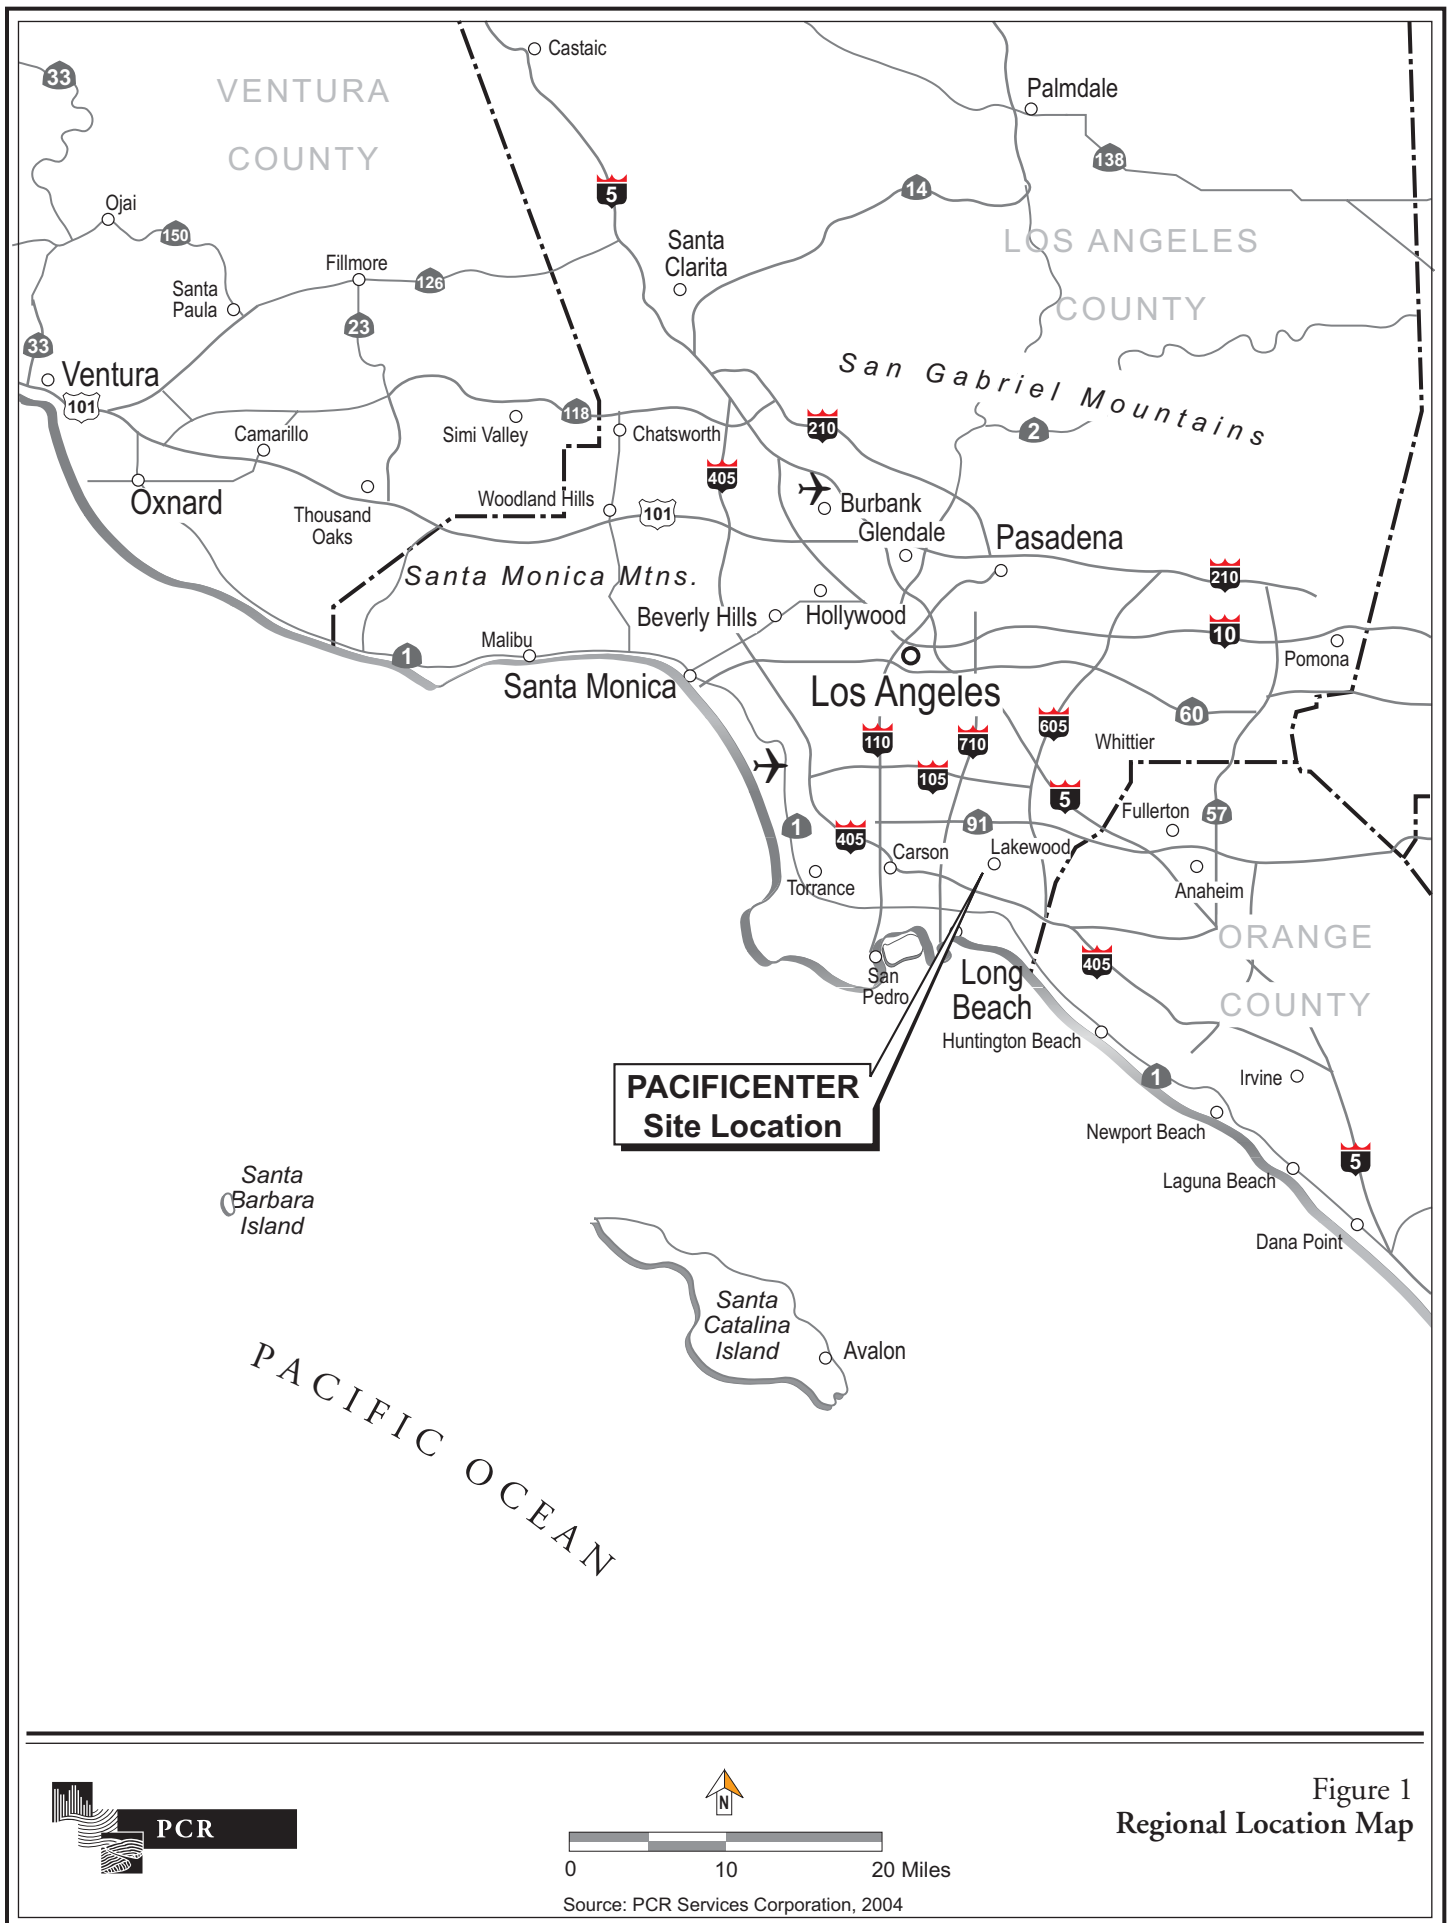 Castaic
33
VENTURA
COUNTY
Palmdale
138
5
14
Ojai
150
LOS ANGELES
COUNTY
Santa
Clarita
Fillmore
126
Santa
Paula
23
33
San Gabriel Mountains
Ventura
101
118
Simi Valley
Chatsworth
210
2
Camarillo
405
Oxnard
Woodland Hills
101
Burbank
Thousand
Oaks
Glendale
Pasadena
Santa Monica Mtns.
210
Beverly Hills
Hollywood
10
Malibu
1
Pomona
Santa Monica
Los Angeles
60
605
110
710
Whittier
105
5
Fullerton
57
1
405
91
Carson
Lakewood
Torrance
Anaheim
ORANGE
COUNTY
405
San
Pedro
Long
Beach
Huntington Beach
PACIFICENTER
Site Location
1
Irvine
Newport Beach
5
Laguna Beach
Santa
Barbara
Island
Dana Point
Santa
Catalina
Island
Avalon
PACIFIC OCEAN
PCR
N
0 10 20 Miles
Source: PCR Services Corporation, 2004
Figure 1
Regional Location Map